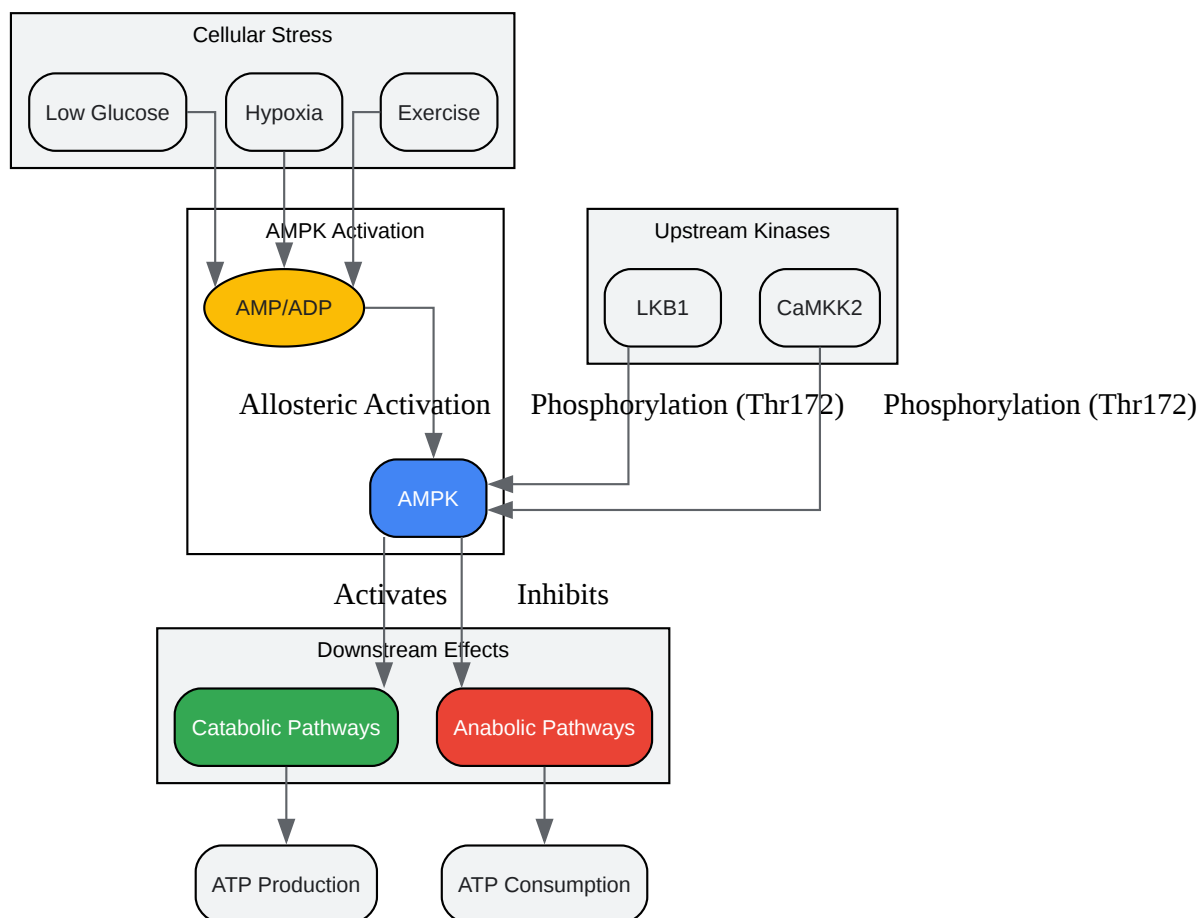 Cellular Stress
Low Glucose
Hypoxia
Exercise
AMPK Activation
Upstream Kinases
AMP/ADP
LKB1
CaMKK2
Allosteric Activation
Phosphorylation (Thr172)
Phosphorylation (Thr172)
AMPK
Activates
Inhibits
Downstream Effects
Catabolic Pathways
Anabolic Pathways
ATP Production
ATP Consumption